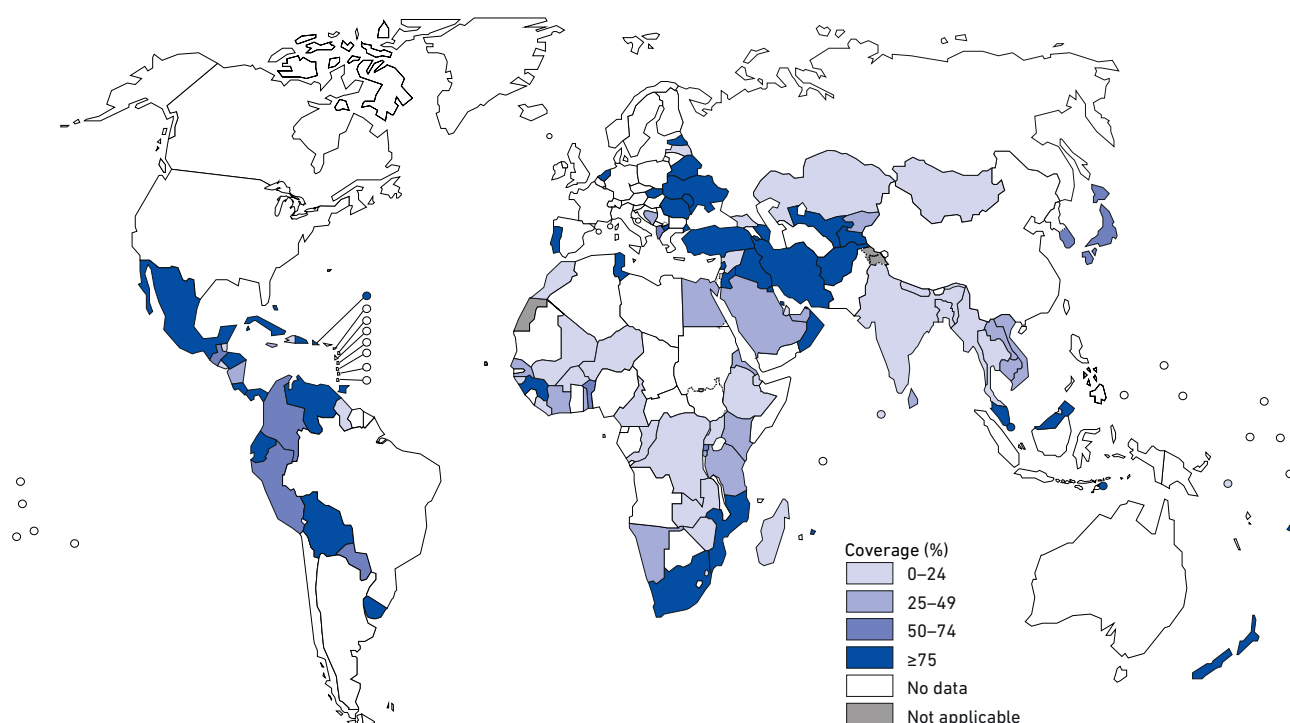 Coverage (%)
0–24
25–49
50–74
≥75
No data
Not applicable